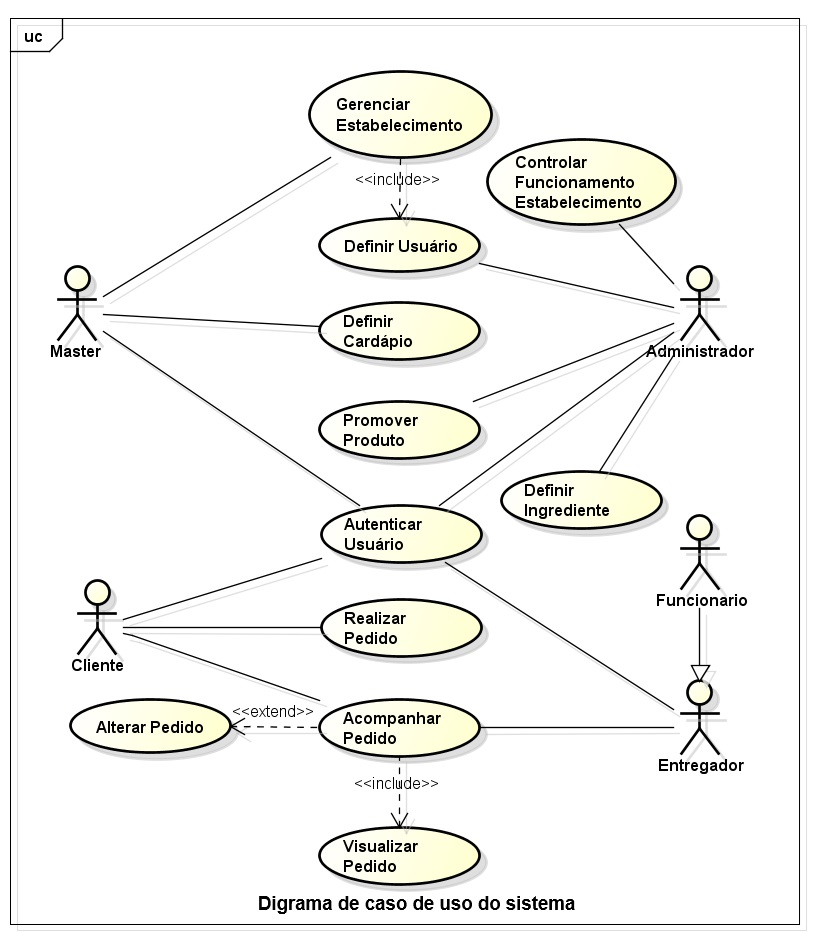 uc
Gerenciar
Estabelecimento
<<include>>
Controlar
Funcionamento
Estabelecimento
Definir Usuário
Master
Definir
Cardápio
Administrador
Promover
Produto
Definir
Ingrediente
Autenticar
Usuário
Funcionario
Realizar
Pedido
Cliente
Alterar Pedido
<<extend>>
Acompanhar
Pedido
Entregador
<<include>>
Visualizar
Pedido
Digrama de caso de uso do sistema